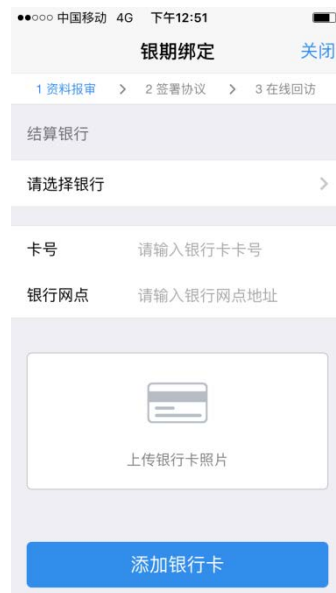 中国移动 4G 下午12:51
银期绑定 关闭
1 资料报审 > 2 签署协议 > 3 在线回访
结算银行
请选择银行
卡号 请输入银行卡卡号
银行网点 请输入银行网点地址
上传银行卡照片
添加银行卡